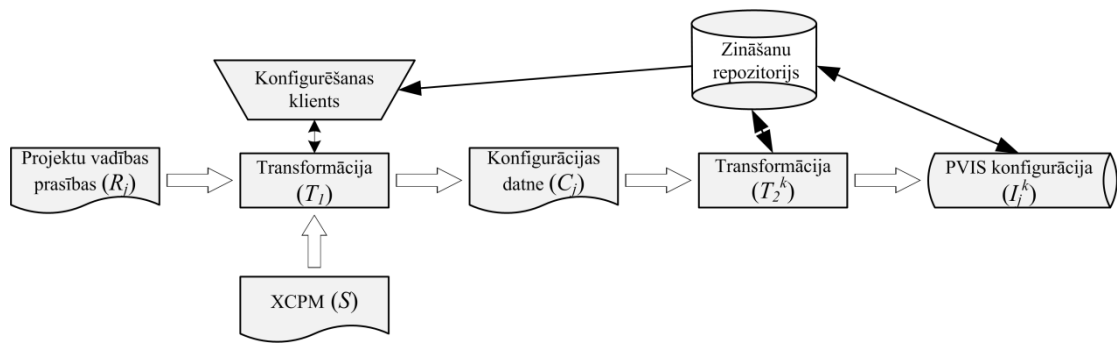 Zināšanu
repozitorijs
Konfigurēšanas
klients
Projektu vadības
prasības (Rj)
Transformācija
(T1)
Konfigurācijas
datne (Cj)
Transformācija
(T2k)
PVIS konfigurācija
(Ijk)
XCPM (S)